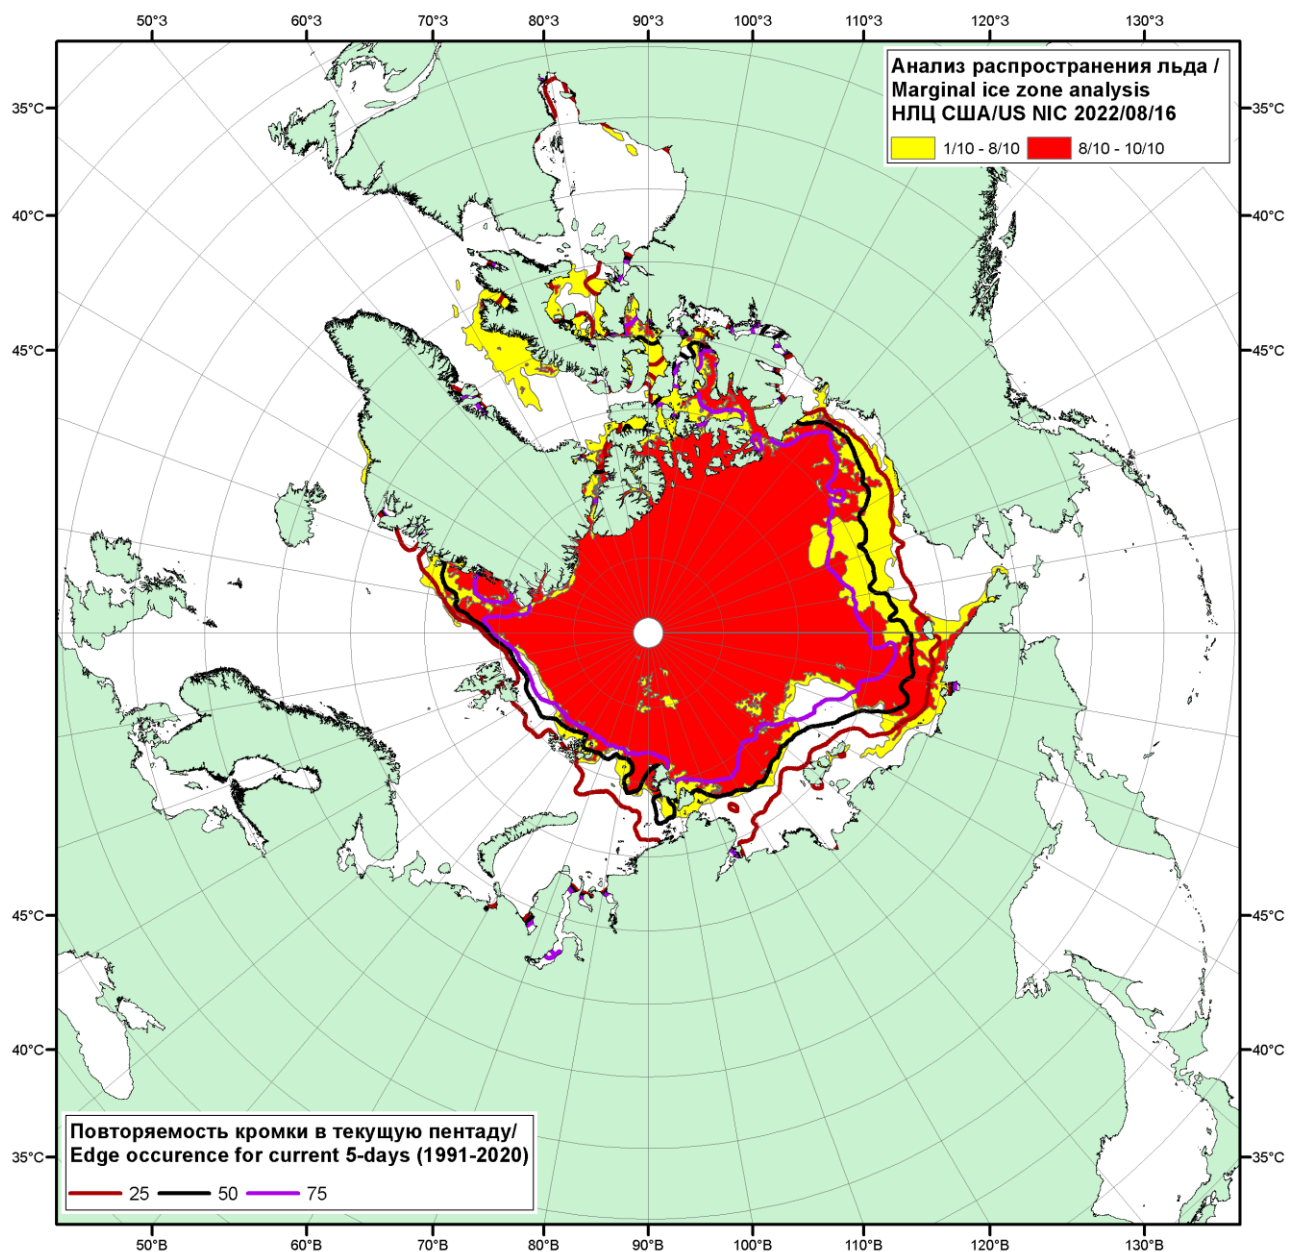 50°З 60°З 70°З 80°З 90°З 100°З 110°З 120°З 130°З
Анализ распространения льда /
Marginal ice zone analysis
НЛЦ США/US NIC 2022/08/16
1/10 - 8/10 8/10 - 10/10
35°С 35°С
40°С 40°С
45°С 45°С
45°С 45°С
40°С 40°С
35°С 35°С
Повторяемость кромки в текущую пентаду/
Edge occurence for current 5-days (1991-2020)
25 50 75
50°В 60°В 70°В 80°В 90°В 100°В 110°В 120°В 130°В